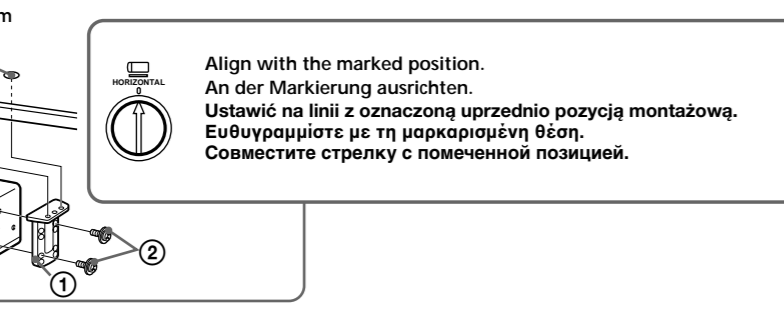 m
HORIZONTAL
0
Align with the marked position.
An der Markierung ausrichten.
Ustawić na linii z oznaczoną uprzednio pozycją montażową.
Ευθυγραμμίστε με τη μαρκαρισμένη θέση.
Совместите стрелку с помеченной позицией.
②
①